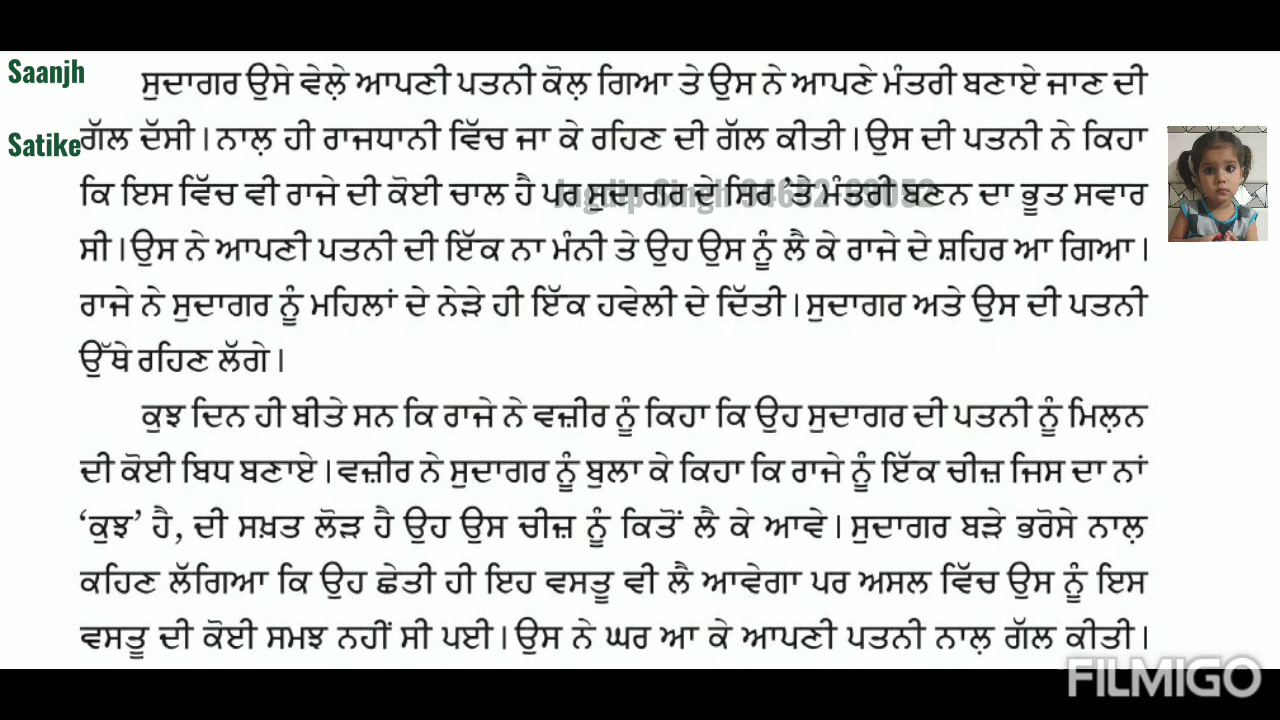 Saanjh
Satike
ਸੁਦਾਗਰ ਉਸੇ ਵੇਲ਼ੇ ਆਪਣੀ ਪਤਨੀ ਕੋਲ਼ ਗਿਆ ਤੇ ਉਸ ਨੇ ਆਪਣੇ ਮੰਤਰੀ ਬਣਾਏ ਜਾਣ ਦੀ
ਗੱਲ ਦੱਸੀ। ਨਾਲ਼ ਹੀ ਰਾਜਧਾਨੀ ਵਿੱਚ ਜਾ ਕੇ ਰਹਿਣ ਦੀ ਗੱਲ ਕੀਤੀ। ਉਸ ਦੀ ਪਤਨੀ ਨੇ ਕਿਹਾ
ਕਿ ਇਸ ਵਿੱਚ ਵੀ ਰਾਜੇ ਦੀ ਕੋਈ ਚਾਲ ਹੈ ਪਰ ਸੁਦਾਗਰ ਦੇ ਸਿਰ ’ਤੇ ਮੰਤਰੀ ਬਣਨ ਦਾ ਭੂਤ ਸਵਾਰ
ਸੀ। ਉਸ ਨੇ ਆਪਣੀ ਪਤਨੀ ਦੀ ਇੱਕ ਨਾ ਮੰਨੀ ਤੇ ਉਹ ਉਸ ਨੂੰ ਲੈ ਕੇ ਰਾਜੇ ਦੇ ਸ਼ਹਿਰ ਆ ਗਿਆ।
ਰਾਜੇ ਨੇ ਸੁਦਾਗਰ ਨੂੰ ਮਹਿਲਾਂ ਦੇ ਨੇੜੇ ਹੀ ਇੱਕ ਹਵੇਲੀ ਦੇ ਦਿੱਤੀ। ਸੁਦਾਗਰ ਅਤੇ ਉਸ ਦੀ ਪਤਨੀ
ਉੱਥੇ ਰਹਿਣ ਲੱਗੇ।
ਕੁਝ ਦਿਨ ਹੀ ਬੀਤੇ ਸਨ ਕਿ ਰਾਜੇ ਨੇ ਵਜ਼ੀਰ ਨੂੰ ਕਿਹਾ ਕਿ ਉਹ ਸੁਦਾਗਰ ਦੀ ਪਤਨੀ ਨੂੰ ਮਿਲ਼ਨ
ਦੀ ਕੋਈ ਬਿਧ ਬਣਾਏ। ਵਜ਼ੀਰ ਨੇ ਸੁਦਾਗਰ ਨੂੰ ਬੁਲਾ ਕੇ ਕਿਹਾ ਕਿ ਰਾਜੇ ਨੂੰ ਇੱਕ ਚੀਜ਼ ਜਿਸ ਦਾ ਨਾਂ
‘ਕੁਝ’ ਹੈ, ਦੀ ਸਖ਼ਤ ਲੋੜ ਹੈ ਉਹ ਉਸ ਚੀਜ਼ ਨੂੰ ਕਿਤੋਂ ਲੈ ਕੇ ਆਵੇ। ਸੁਦਾਗਰ ਬੜੇ ਭਰੋਸੇ ਨਾਲ਼
ਕਹਿਣ ਲੱਗਿਆ ਕਿ ਉਹ ਛੇਤੀ ਹੀ ਇਹ ਵਸਤੂ ਵੀ ਲੈ ਆਵੇਗਾ ਪਰ ਅਸਲ ਵਿੱਚ ਉਸ ਨੂੰ ਇਸ
ਵਸਤੂ ਦੀ ਕੋਈ ਸਮਝ ਨਹੀਂ ਸੀ ਪਈ। ਉਸ ਨੇ ਘਰ ਆ ਕੇ ਆਪਣੀ ਪਤਨੀ ਨਾਲ਼ ਗੱਲ ਕੀਤੀ।
FILMIGO